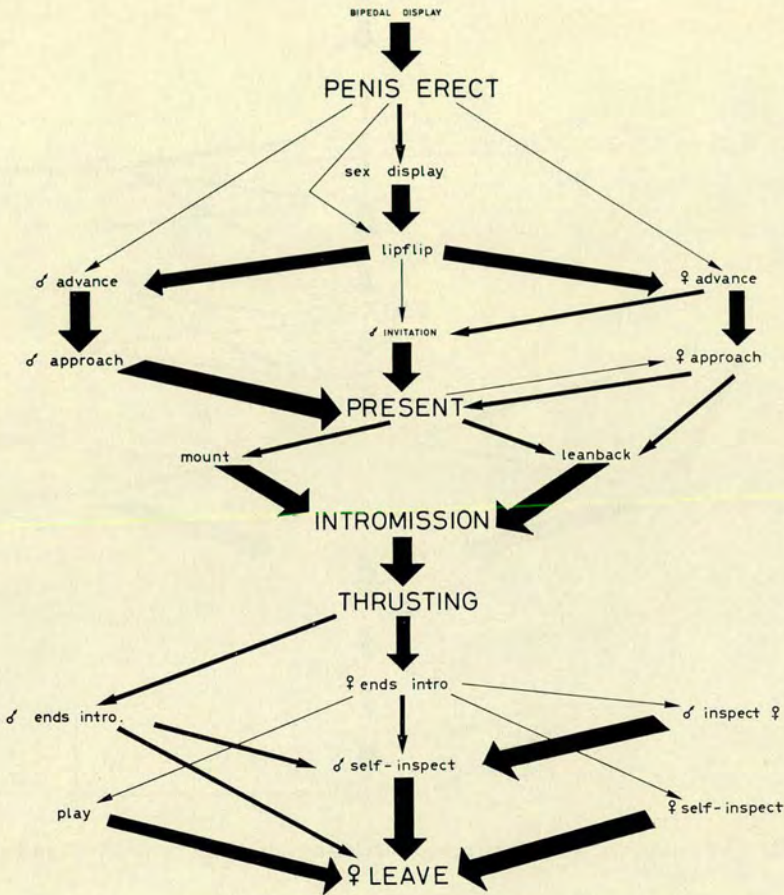 BIPEDAL DISPLAY
PENIS ERECT
sex display
lipflip
♂ advance
♀ advance
♂ INVITATION
♂ approach
♀ approach
PRESENT
mount
leanback
INTROMISSION
THRUSTING
♀ ends intro
♂ ends intro.
♂ inspect ♀
♂ self-inspect
play
♀ self-inspect
♀ LEAVE